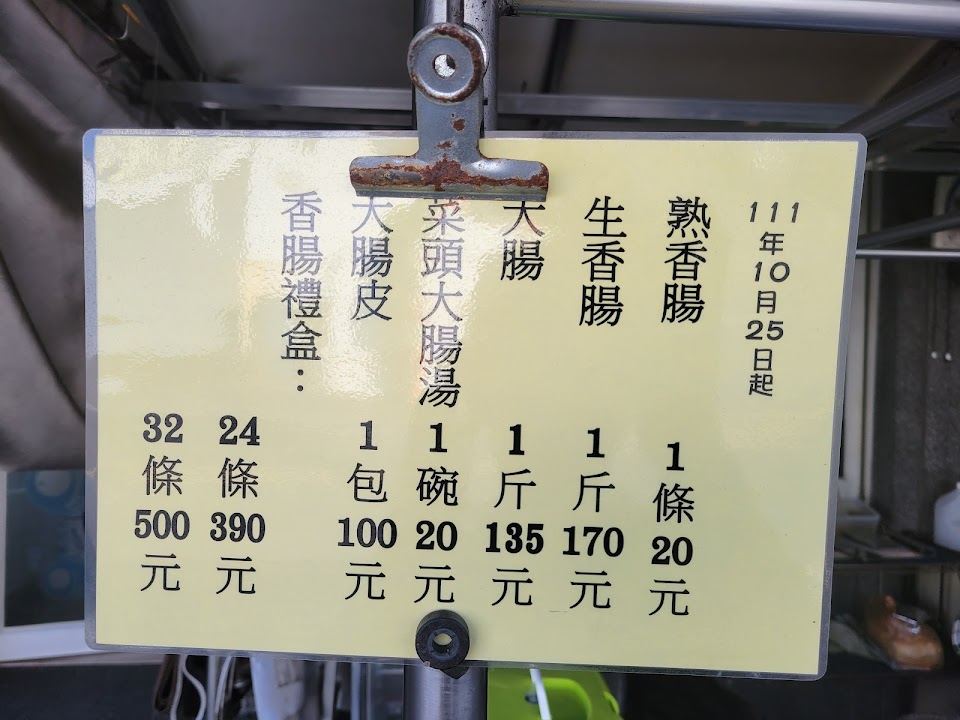 111年10月25日起
熟香腸 1條20元
生香腸 1斤170元
大腸 1斤135元
菜頭大腸湯 1碗20元
大腸皮 1包100元
香腸禮盒：
24條390元
32條500元